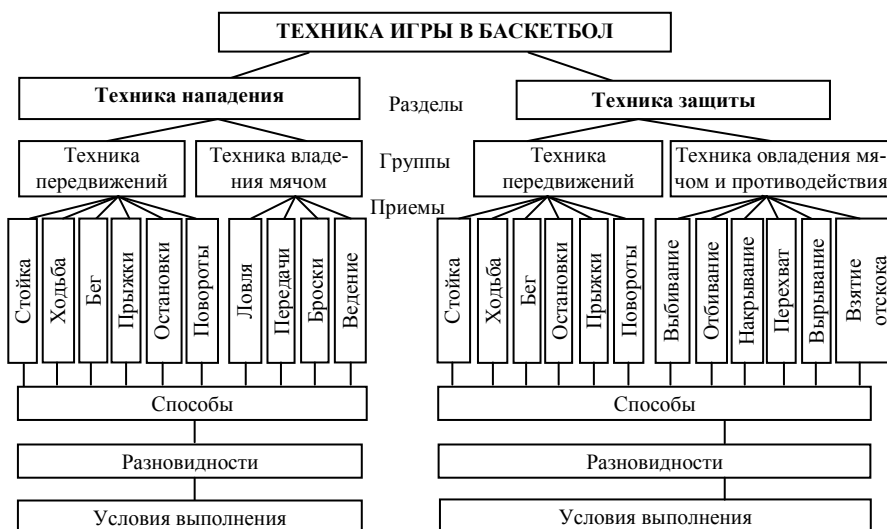 ТЕХНИКА ИГРЫ В БАСКЕТБОЛ
Техника нападения
Разделы
Техника защиты
Техника
передвижений
Техника владе-
ния мячом
Группы
Техника
передвижений
Техника овладения мя-
чом и противодействия
Приемы
Стойка
Ходьба
Бег
Прыжки
Остановки
Повороты
Ловля
Передачи
Броски
Ведение
Стойка
Ходьба
Бег
Остановки
Прыжки
Повороты
Выбивание
Отбивание
Накрывание
Перехват
Вырывание
Взятие
отскока
Способы
Способы
Разновидности
Разновидности
Условия выполнения
Условия выполнения